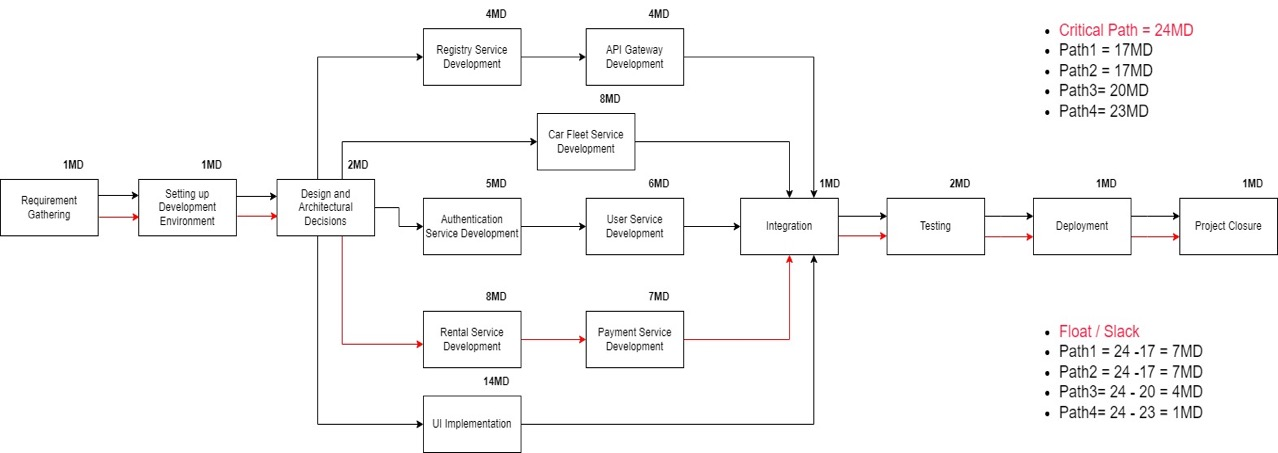 4MD
4MD
Registry Service
Development
API Gateway
Development
• Critical Path = 24MD
• Path1 = 17MD
• Path2 = 17MD
• Path3= 20MD
• Path4= 23MD
8MD
Car Fleet Service
Development
1MD
1MD
2MD
5MD
6MD
1MD
2MD
1MD
1MD
Requirement
Gathering
Setting up
Development
Environment
Design and
Architectural
Decisions
Authentication
Service Development
User Service
Development
Integration
Testing
Deployment
Project Closure
8MD
7MD
Rental Service
Development
Payment Service
Development
14MD
UI Implementation
• Float / Slack
• Path1 = 24 -17 = 7MD
• Path2 = 24 -17 = 7MD
• Path3= 24 - 20 = 4MD
• Path4= 24 - 23 = 1MD